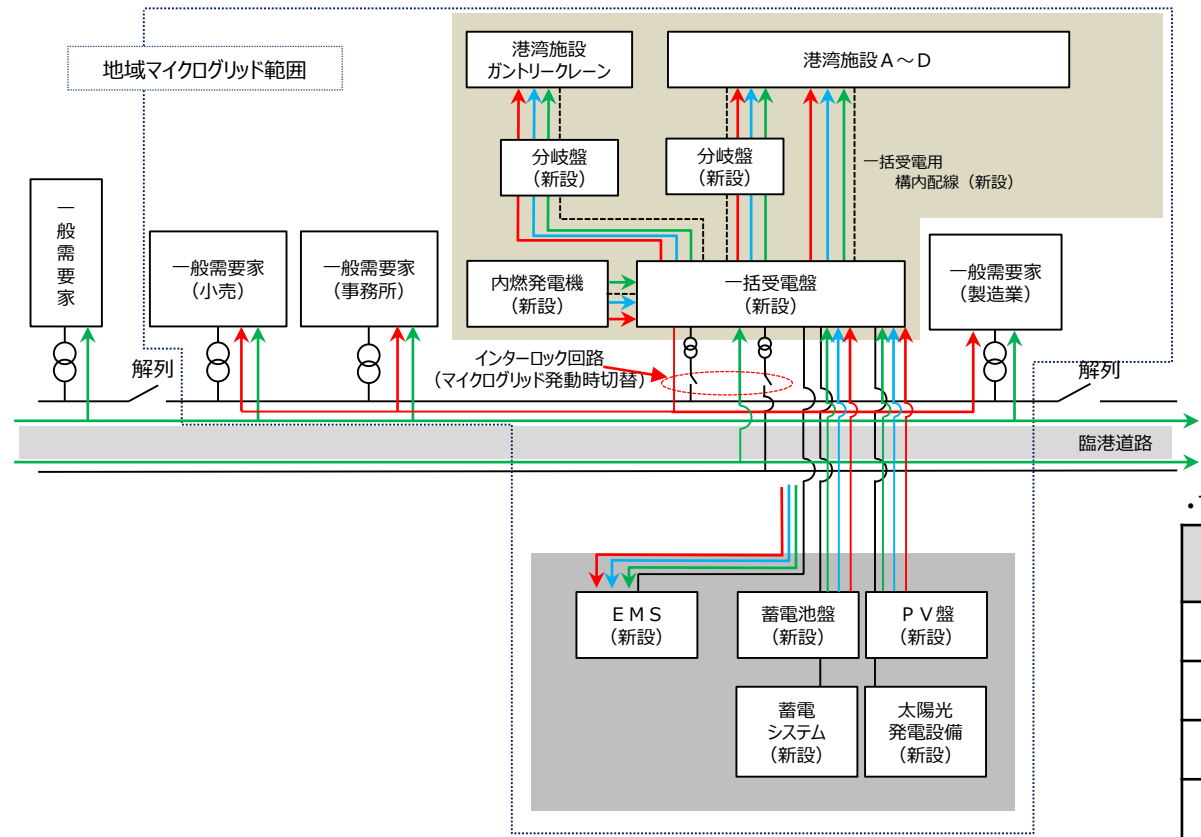 地域マイクログリッド範囲
港湾施設
ガントリークレーン
港湾施設A～D
分岐盤
(新設)
分岐盤
(新設)
一括受電用
構内配線(新設)
一般需要家
一般需要家
(小売)
一般需要家
(事務所)
内燃発電機
(新設)
一括受電盤
(新設)
一般需要家
(製造業)
解列
インターロック回路
(マイクログリッド発動時切替)
解列
臨港道路
EMS
(新設)
蓄電池盤
(新設)
PV盤
(新設)
蓄電
システム
(新設)
太陽光
発電設備
(新設)